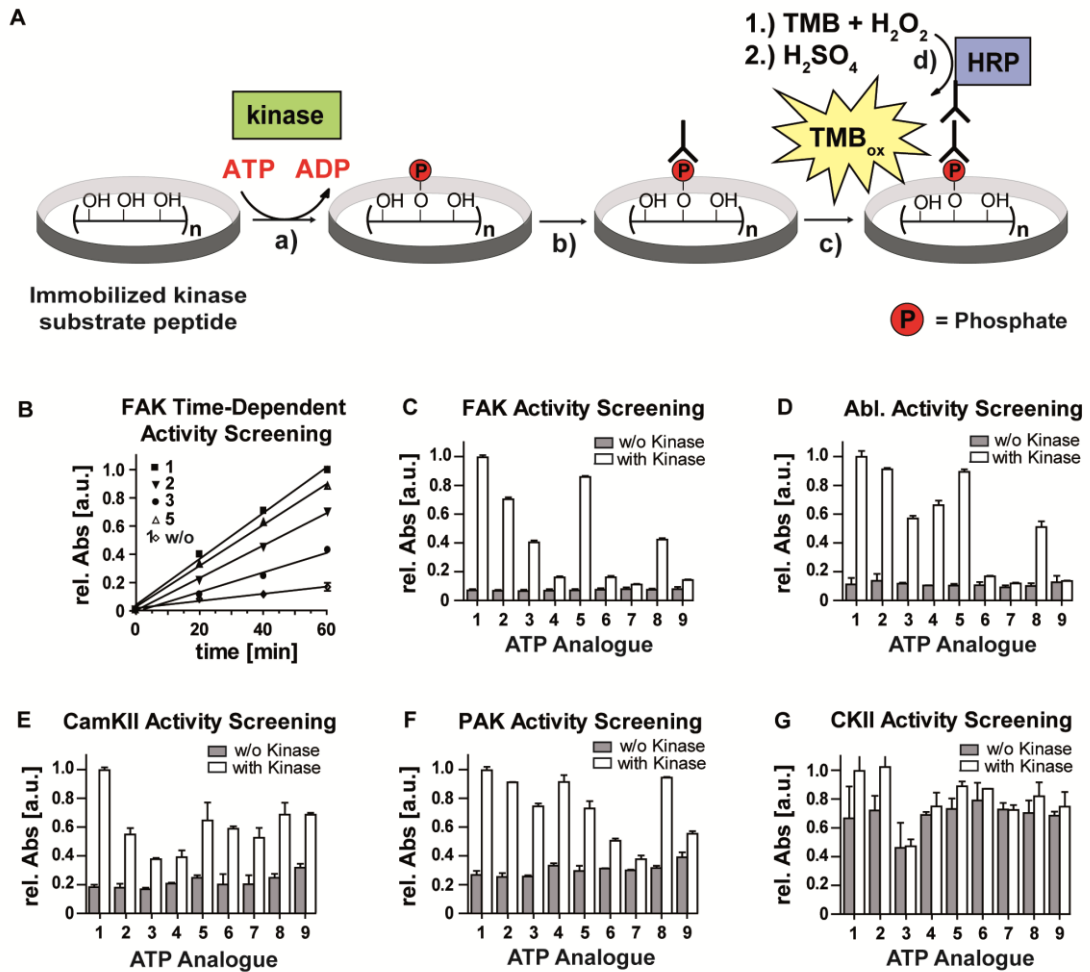 A
1.) TMB + H2O2
2.) H2SO4
d)
HRP
kinase
ATP ADP
TMBox
P
P
P
OH OH OH
n
OH O OH
n
OH O OH
n
OH O OH
n
a)
b)
c)
Immobilized kinase
substrate peptide
P = Phosphate
B
FAK Time-Dependent
Activity Screening
rel. Abs [a.u.]
1.0
0.8
0.6
0.4
0.2
0
1
2
3
5
1 w/o
0 20 40 60
time [min]
C
FAK Activity Screening
w/o Kinase
with Kinase
rel. Abs [a.u.]
1.0
0.8
0.6
0.4
0.2
0
1 2 3 4 5 6 7 8 9
ATP Analogue
D
Abl. Activity Screening
w/o Kinase
with Kinase
rel. Abs [a.u.]
1.0
0.8
0.6
0.4
0.2
0
1 2 3 4 5 6 7 8 9
ATP Analogue
E
CamKII Activity Screening
w/o Kinase
with Kinase
rel. Abs [a.u.]
1.0
0.8
0.6
0.4
0.2
0
1 2 3 4 5 6 7 8 9
ATP Analogue
F
PAK Activity Screening
w/o Kinase
with Kinase
rel. Abs [a.u.]
1.0
0.8
0.6
0.4
0.2
0
1 2 3 4 5 6 7 8 9
ATP Analogue
G
CKII Activity Screening
w/o Kinase
with Kinase
rel. Abs [a.u.]
1.0
0.8
0.6
0.4
0.2
0
1 2 3 4 5 6 7 8 9
ATP Analogue